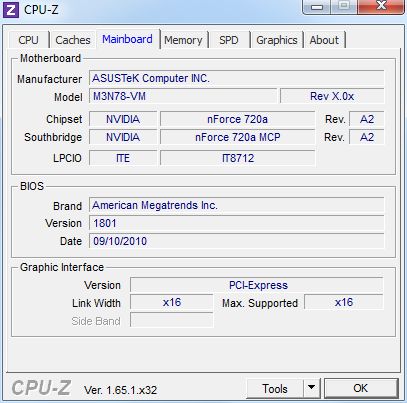 CPU-Z
CPU Caches Mainboard Memory SPD Graphics About
Motherboard
Manufacturer ASUSTeK Computer INC.
Model M3N78-VM Rev X.0x
Chipset NVIDIA nForce 720a Rev. A2
Southbridge NVIDIA nForce 720a MCP Rev. A2
LPCIO ITE IT8712
BIOS
Brand American Megatrends Inc.
Version 1801
Date 09/10/2010
Graphic Interface
Version PCI-Express
Link Width x16 Max. Supported x16
Side Band
CPU-Z Ver. 1.65.1.x32 Tools OK